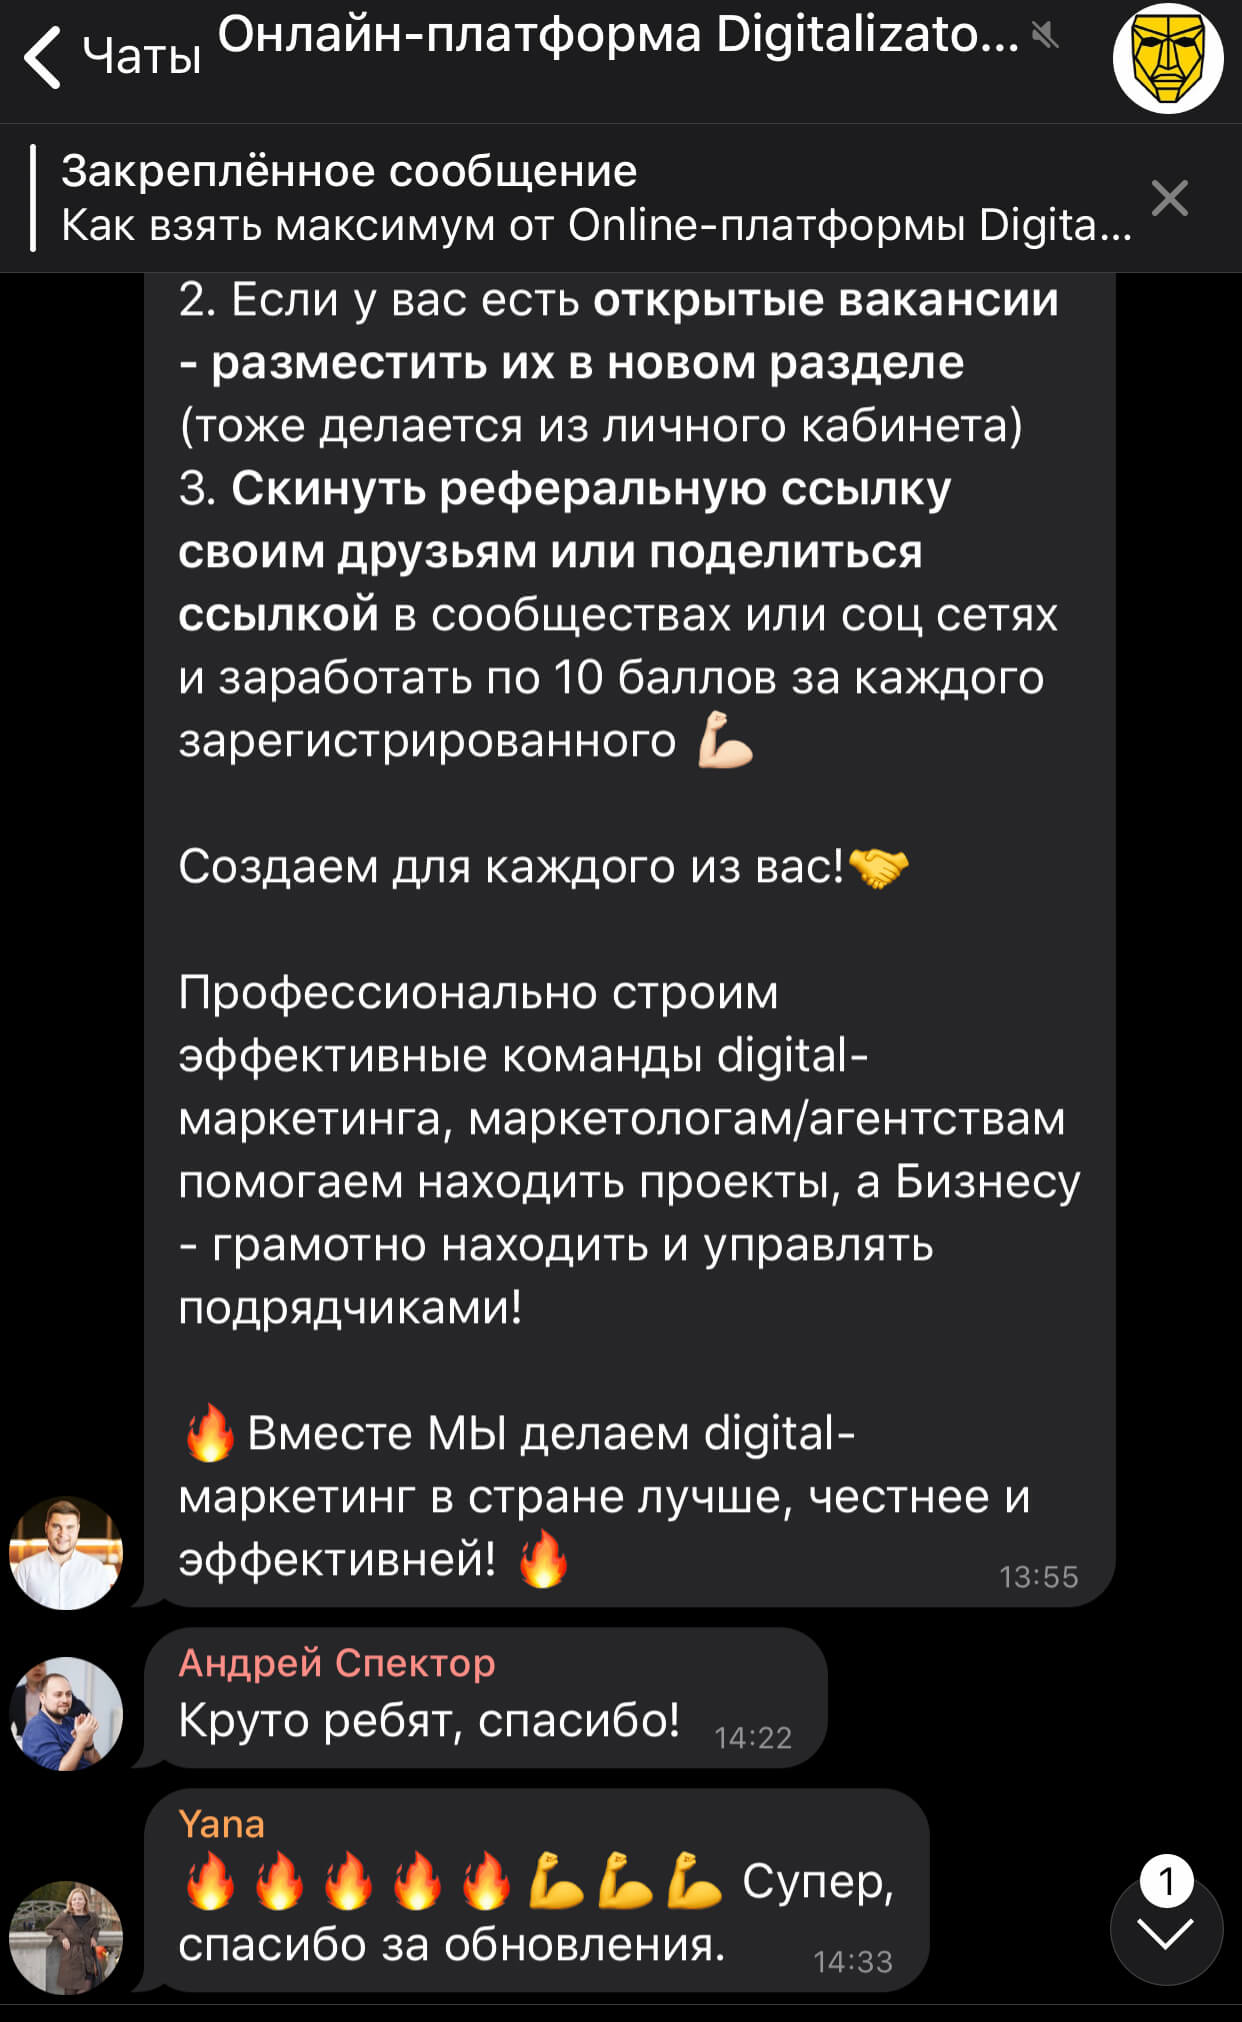 Чаты
Онлайн-платформа Digitalizato...
Закреплённое сообщение
Как взять максимум от Online-платформы Digita...
2. Если у вас есть открытые вакансии
- разместить их в новом разделе
(тоже делается из личного кабинета)
3. Скинуть реферальную ссылку
своим друзьям или поделиться
ссылкой в сообществах или соц сетях
и заработать по 10 баллов за каждого
зарегистрированного 💪🏻
Создаем для каждого из вас!🤝
Профессионально строим
эффективные команды digital-
маркетинга, маркетологам/агентствам
помогаем находить проекты, а Бизнесу
- грамотно находить и управлять
подрядчиками!
🔥Вместе МЫ делаем digital-
маркетинг в стране лучше, честнее и
эффективней! 🔥
13:55
Андрей Спектор
Круто ребят, спасибо!
14:22
Yana
🔥🔥🔥🔥🔥💪💪💪 Супер,
спасибо за обновления.
14:33
1